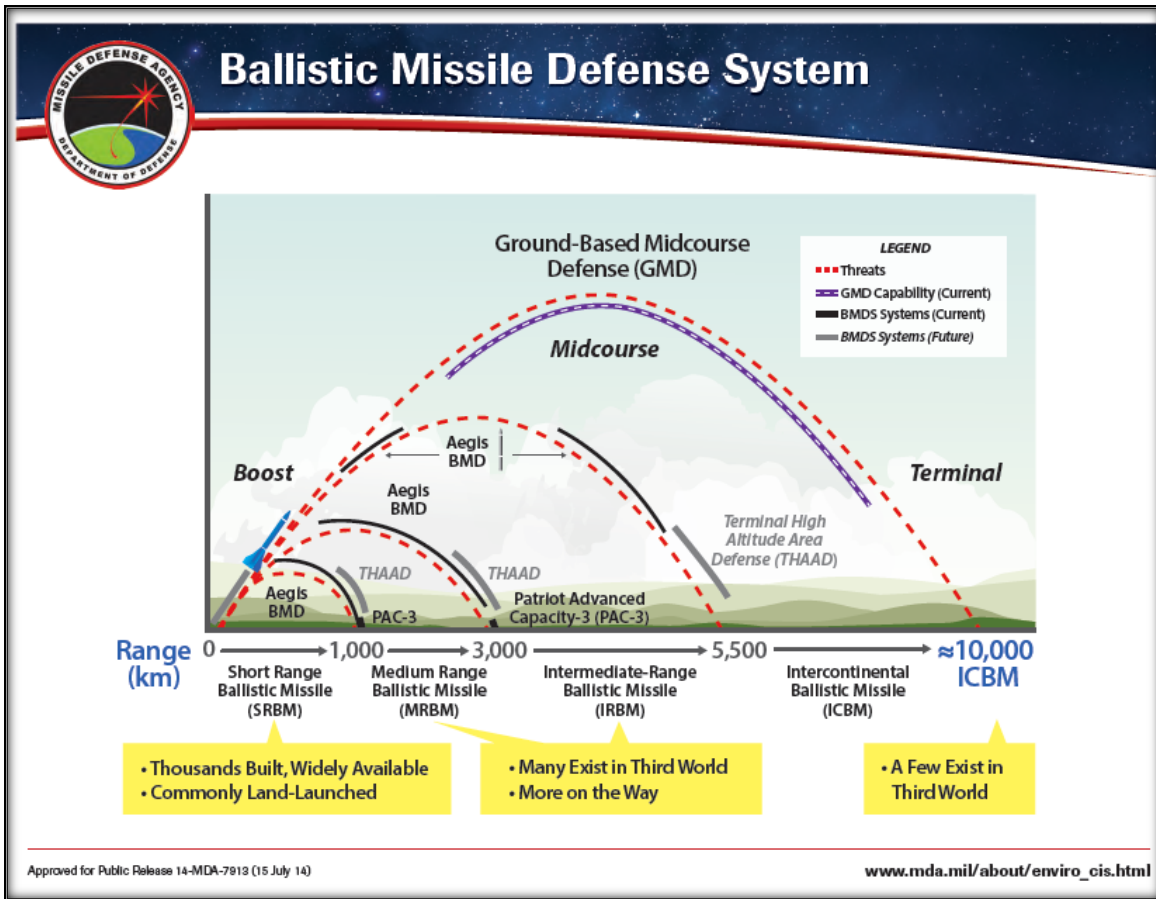 Ballistic Missile Defense System
MISSILE DEFENSE AGENCY
DEPARTMENT OF DEFENSE
Ground-Based Midcourse
Defense (GMD)
LEGEND
Threats
GMD Capability (Current)
BMDS Systems (Current)
BMDS Systems (Future)
Midcourse
Boost
Aegis
BMD
Terminal
Aegis
BMD
Terminal High
Altitude Area
Defense (THAAD)
Aegis
BMD
THAAD
PAC-3
THAAD
Patriot Advanced
Capacity-3 (PAC-3)
Range
(km)
0
1,000
3,000
5,500
≈10,000
ICBM
Short Range
Ballistic Missile
(SRBM)
Medium Range
Ballistic Missile
(MRBM)
Intermediate-Range
Ballistic Missile
(IRBM)
Intercontinental
Ballistic Missile
(ICBM)
• Thousands Built, Widely Available
• Commonly Land-Launched
• Many Exist in Third World
• More on the Way
• A Few Exist in
Third World
Approved for Public Release 14-MDA-7913 (15 July 14)
www.mda.mil/about/enviro_cis.html